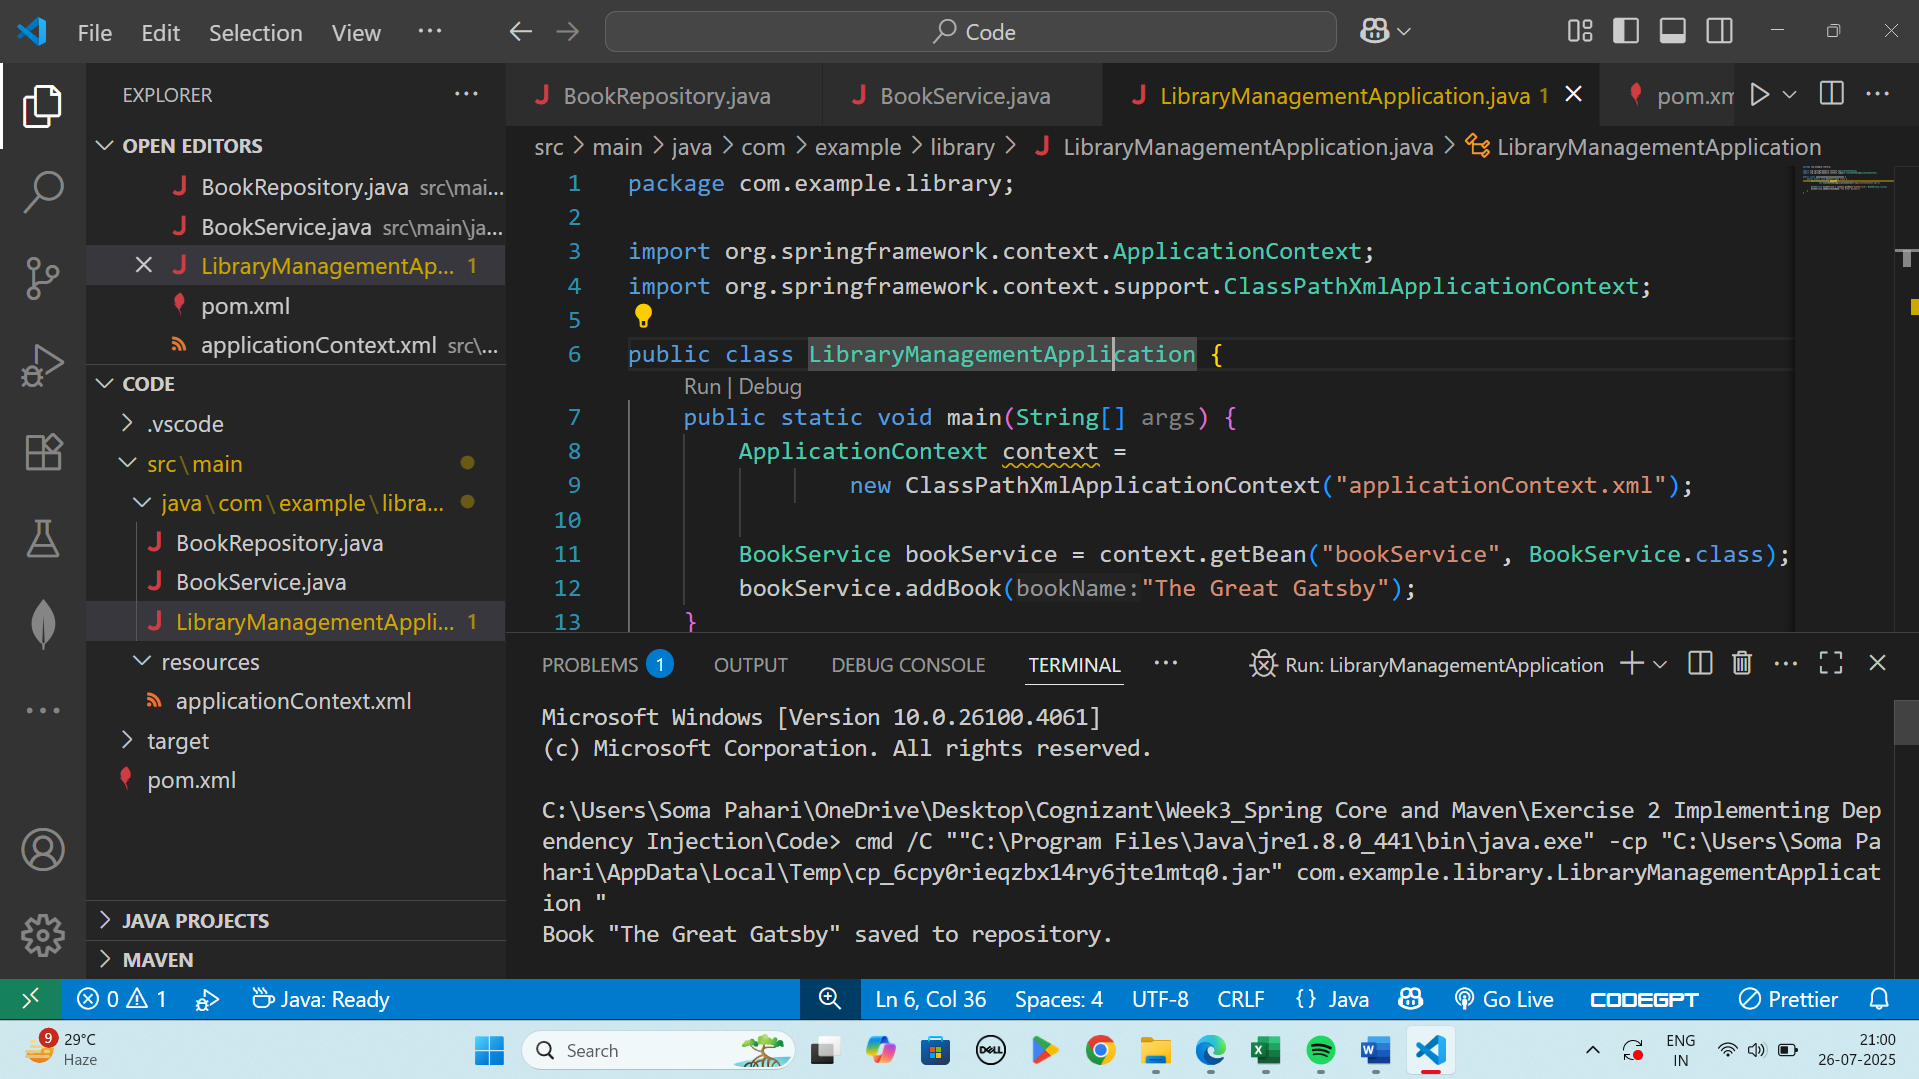 File Edit Selection View ···
Code
EXPLORER
OPEN EDITORS
BookRepository.java src\mai...
BookService.java src\main\ja...
LibraryManagementAp... 1
pom.xml
applicationContext.xml src\...
CODE
.vscode
src\main
java\com\example\libra...
BookRepository.java
BookService.java
LibraryManagementAppli... 1
resources
applicationContext.xml
target
pom.xml
JAVA PROJECTS
MAVEN
BookRepository.java BookService.java LibraryManagementApplication.java 1 pom.xm
src > main > java > com > example > library > LibraryManagementApplication.java > LibraryManagementApplication
1 package com.example.library;
2
3 import org.springframework.context.ApplicationContext;
4 import org.springframework.context.support.ClassPathXmlApplicationContext;
5
6 public class LibraryManagementApplication {
Run | Debug
7 public static void main(String[] args) {
8 ApplicationContext context =
9 new ClassPathXmlApplicationContext("applicationContext.xml");
10
11 BookService bookService = context.getBean("bookService", BookService.class);
12 bookService.addBook(bookName:"The Great Gatsby");
13 }
PROBLEMS 1 OUTPUT DEBUG CONSOLE TERMINAL ··· Run: LibraryManagementApplication
Microsoft Windows [Version 10.0.26100.4061]
(c) Microsoft Corporation. All rights reserved.
C:\Users\Soma Pahari\OneDrive\Desktop\Cognizant\Week3_Spring Core and Maven\Exercise 2 Implementing Dep
endency Injection\Code> cmd /C ""C:\Program Files\Java\jre1.8.0_441\bin\java.exe" -cp "C:\Users\Soma Pa
hari\AppData\Local\Temp\cp_6cpy0rieqzbx14ry6jte1mtq0.jar" com.example.library.LibraryManagementApplicat
ion "
Book "The Great Gatsby" saved to repository.
0 1 Java: Ready Ln 6, Col 36 Spaces: 4 UTF-8 CRLF {} Java Go Live CODEGPT Prettier
9 29°C
Haze
Search
DELL
ENG
IN
21:00
26-07-2025